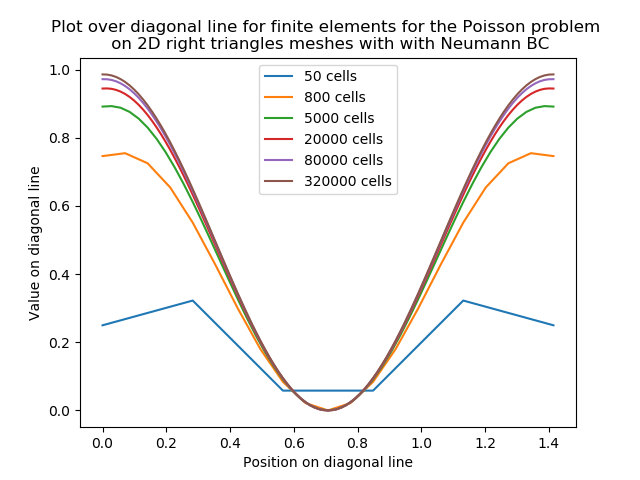 Plot over diagonal line for finite elements for the Poisson problem
on 2D right triangles meshes with with Neumann BC
50 cells
800 cells
5000 cells
20000 cells
80000 cells
320000 cells
Value on diagonal line
1.0
0.8
0.6
0.4
0.2
0.0
0.0 0.2 0.4 0.6 0.8 1.0 1.2 1.4
Position on diagonal line